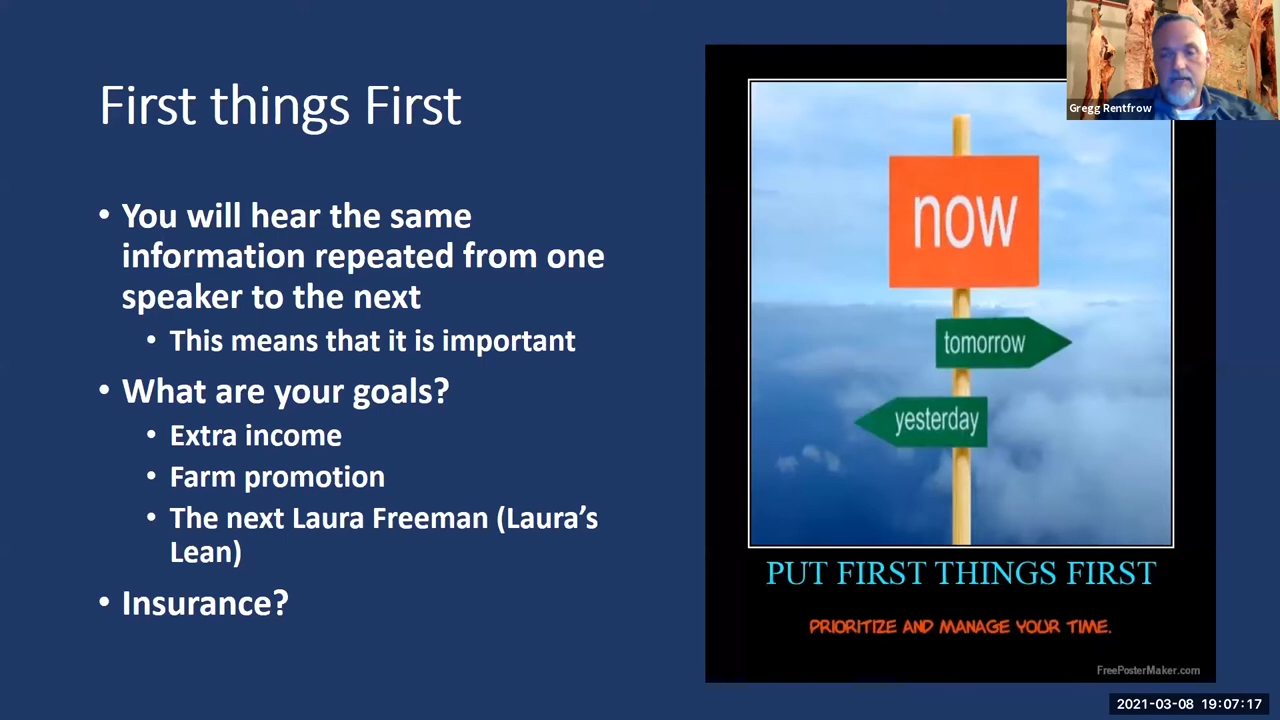 First things First
• You will hear the same
information repeated from one
speaker to the next
• This means that it is important
• What are your goals?
• Extra income
• Farm promotion
• The next Laura Freeman (Laura’s
Lean)
• Insurance?
now
tomorrow
yesterday
PUT FIRST THINGS FIRST
PRIORITIZE AND MANAGE YOUR TIME.
FreePosterMaker.com
Gregg Rentfrow
2021-03-08 19:07:17